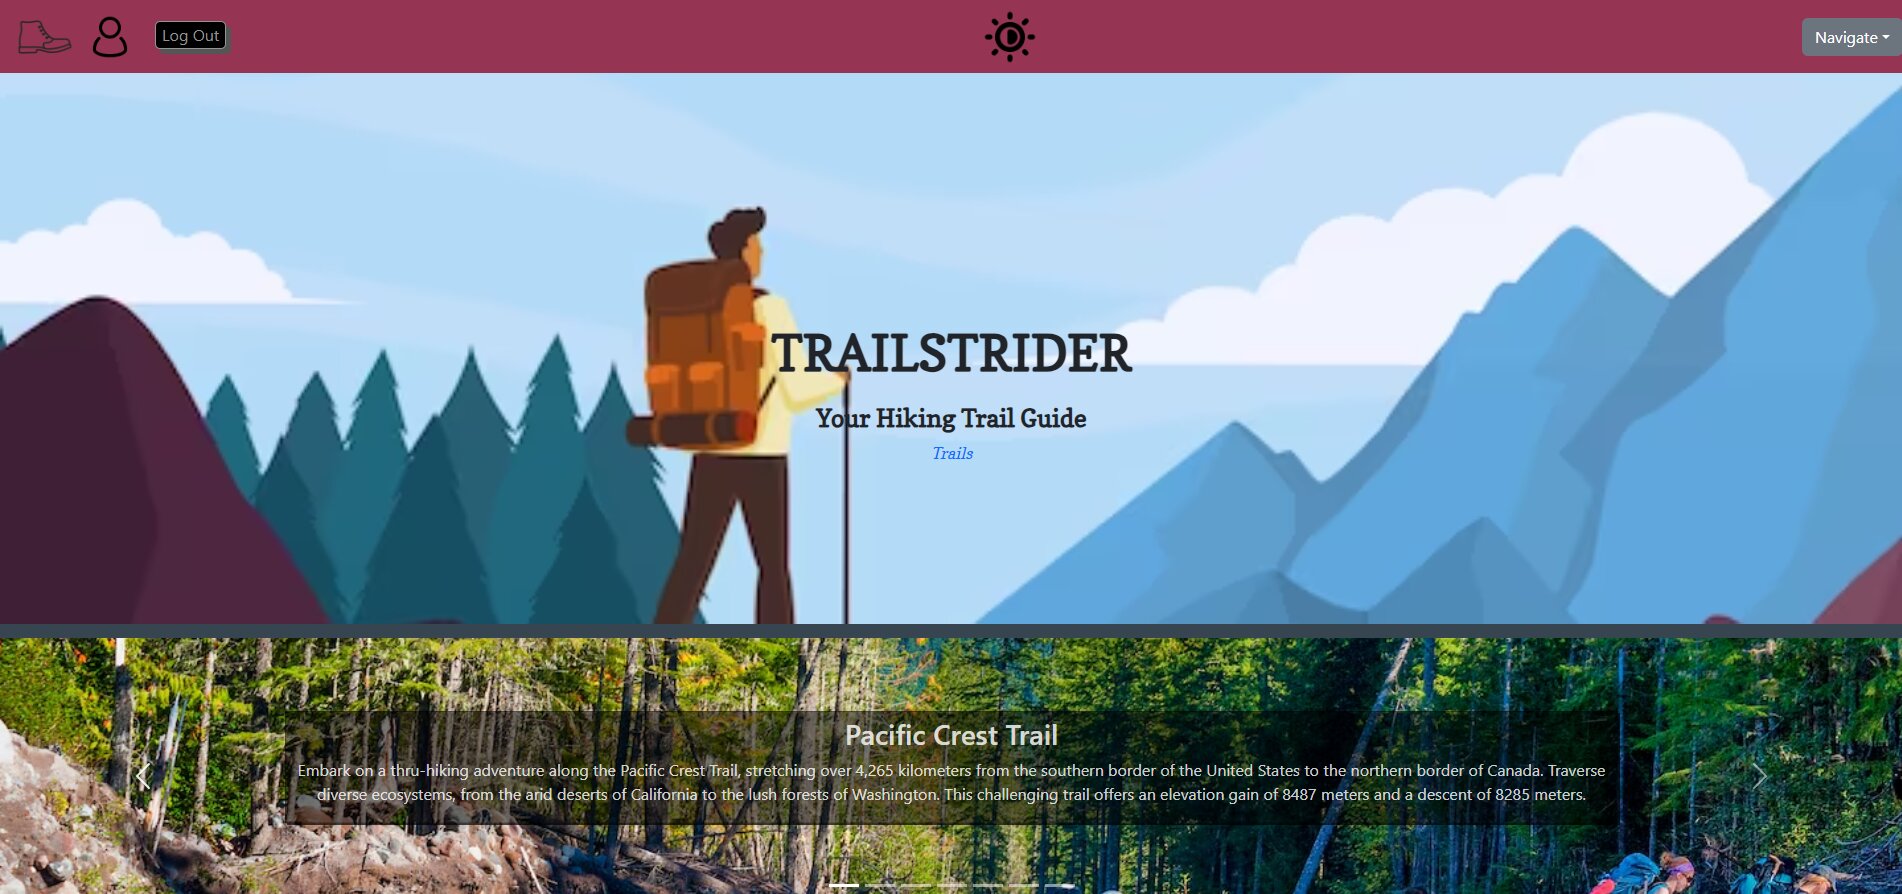 Log Out
Navigate
TRAILSTRIDER
Your Hiking Trail Guide
Trails
Pacific Crest Trail
Embark on a thru-hiking adventure along the Pacific Crest Trail, stretching over 4,265 kilometers from the southern border of the United States to the northern border of Canada. Traverse
diverse ecosystems, from the arid deserts of California to the lush forests of Washington. This challenging trail offers an elevation gain of 8487 meters and a descent of 8285 meters.